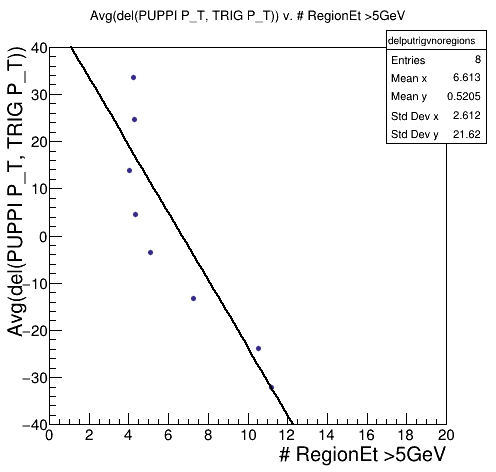 Avg(del(PUPPI P_T, TRIG P_T)) v. # RegionEt >5GeV
delputrigvnoregions
Entries 8
Mean x 6.613
Mean y 0.5205
Std Dev x 2.612
Std Dev y 21.62
Avg(del(PUPPI P_T, TRIG P_T))
40
30
20
10
0
−10
−20
−30
−40
0 2 4 6 8 10 12 14 16 18 20
# RegionEt >5GeV